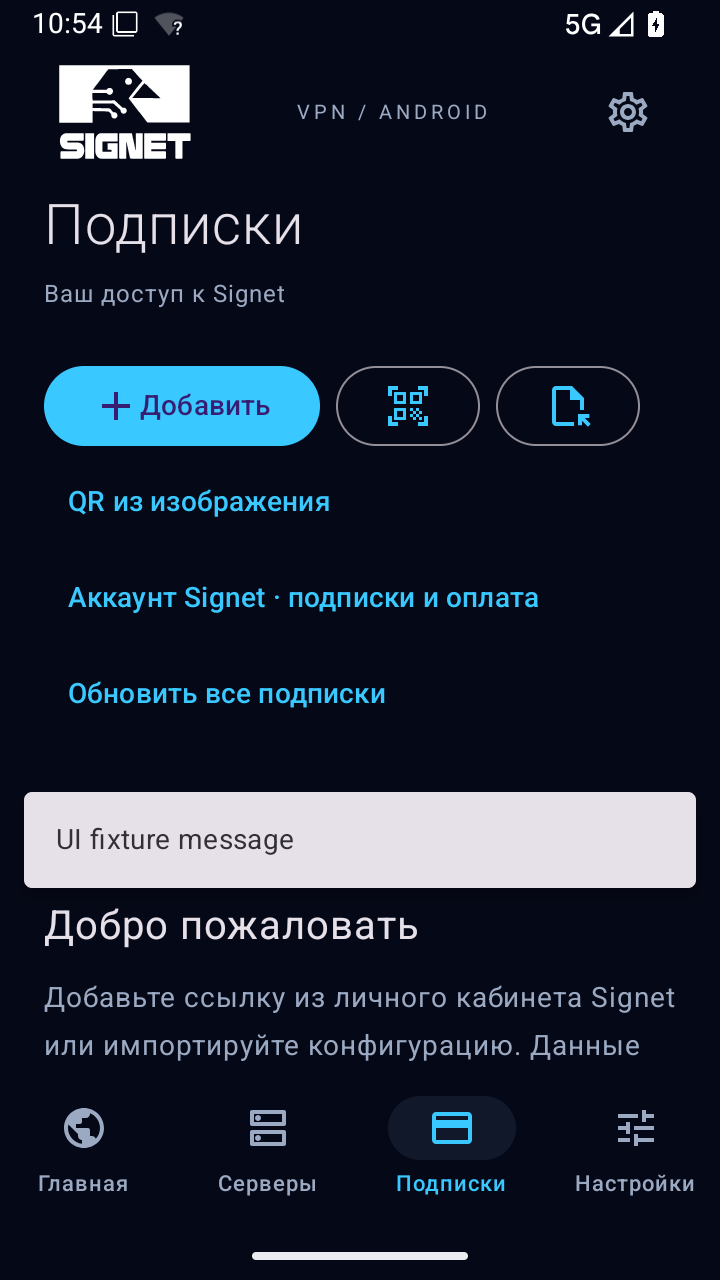 10:54
5G
SIGNET
VPN / ANDROID
Подписки
Ваш доступ к Signet
Добавить
QR из изображения
Аккаунт Signet · подписки и оплата
Обновить все подписки
UI fixture message
Добро пожаловать
Добавьте ссылку из личного кабинета Signet
или импортируйте конфигурацию. Данные
Главная
Серверы
Подписки
Настройки